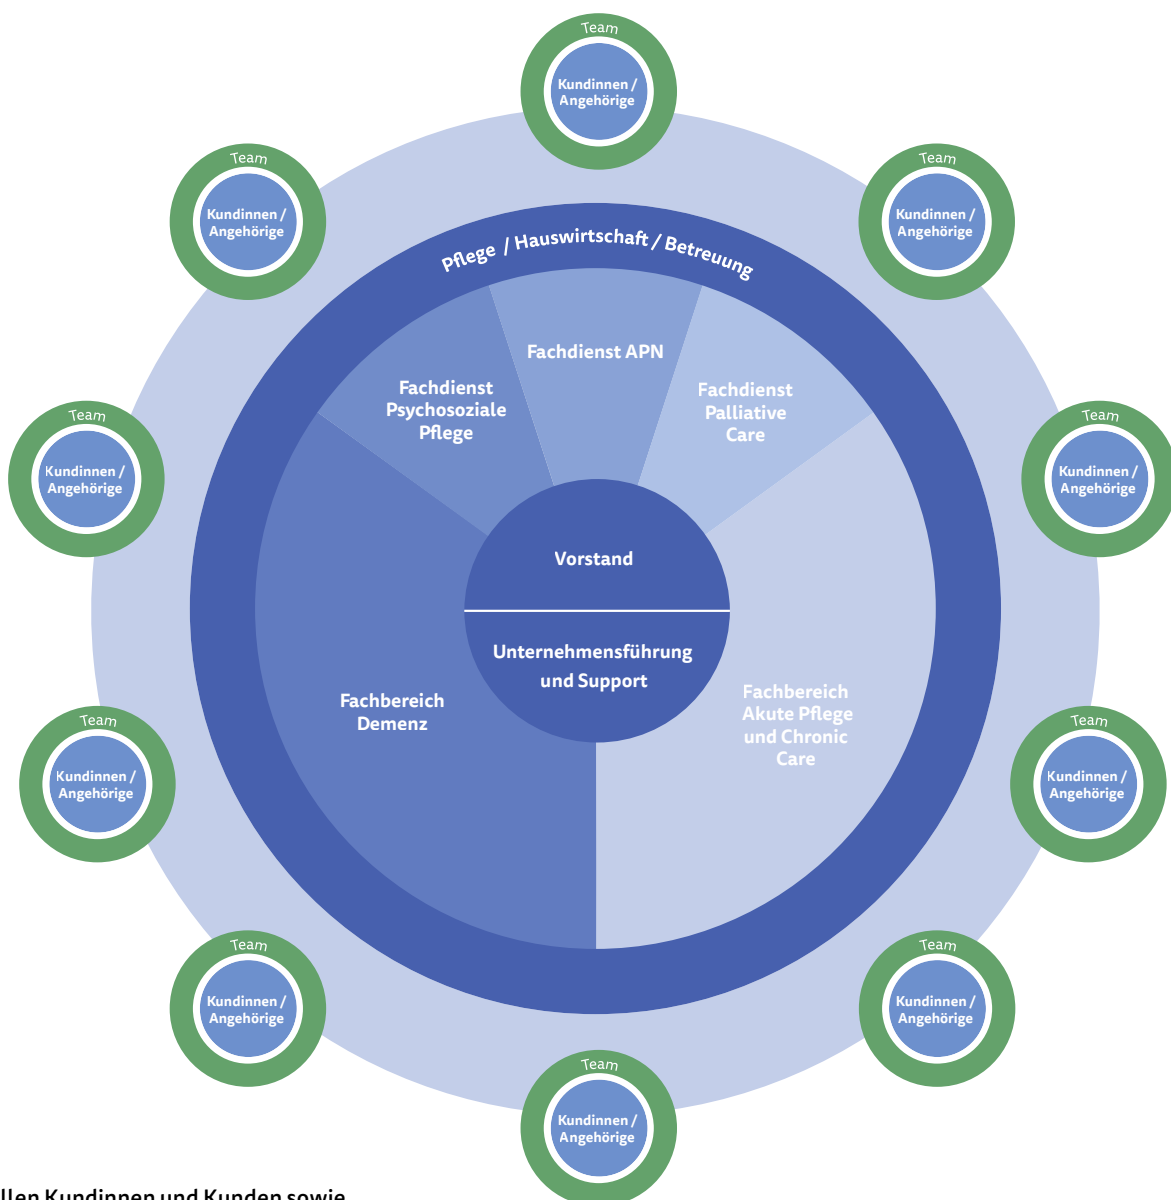 Team
Kundinnen /
Angehörige
Team
Kundinnen /
Angehörige
Team
Kundinnen /
Angehörige
Pflege / Hauswirtschaft / Betreuung
Fachdienst APN
Fachdienst
Psychosoziale
Pflege
Fachdienst
Palliative
Care
Team
Kundinnen /
Angehörige
Team
Kundinnen /
Angehörige
Vorstand
Unternehmensführung
und Support
Fachbereich
Demenz
Fachbereich
Akute Pflege
und Chronic
Care
Team
Kundinnen /
Angehörige
Team
Kundinnen /
Angehörige
Team
Kundinnen /
Angehörige
Team
Kundinnen /
Angehörige
Team
Kundinnen /
Angehörige
Kundinnen und Kunden sowie